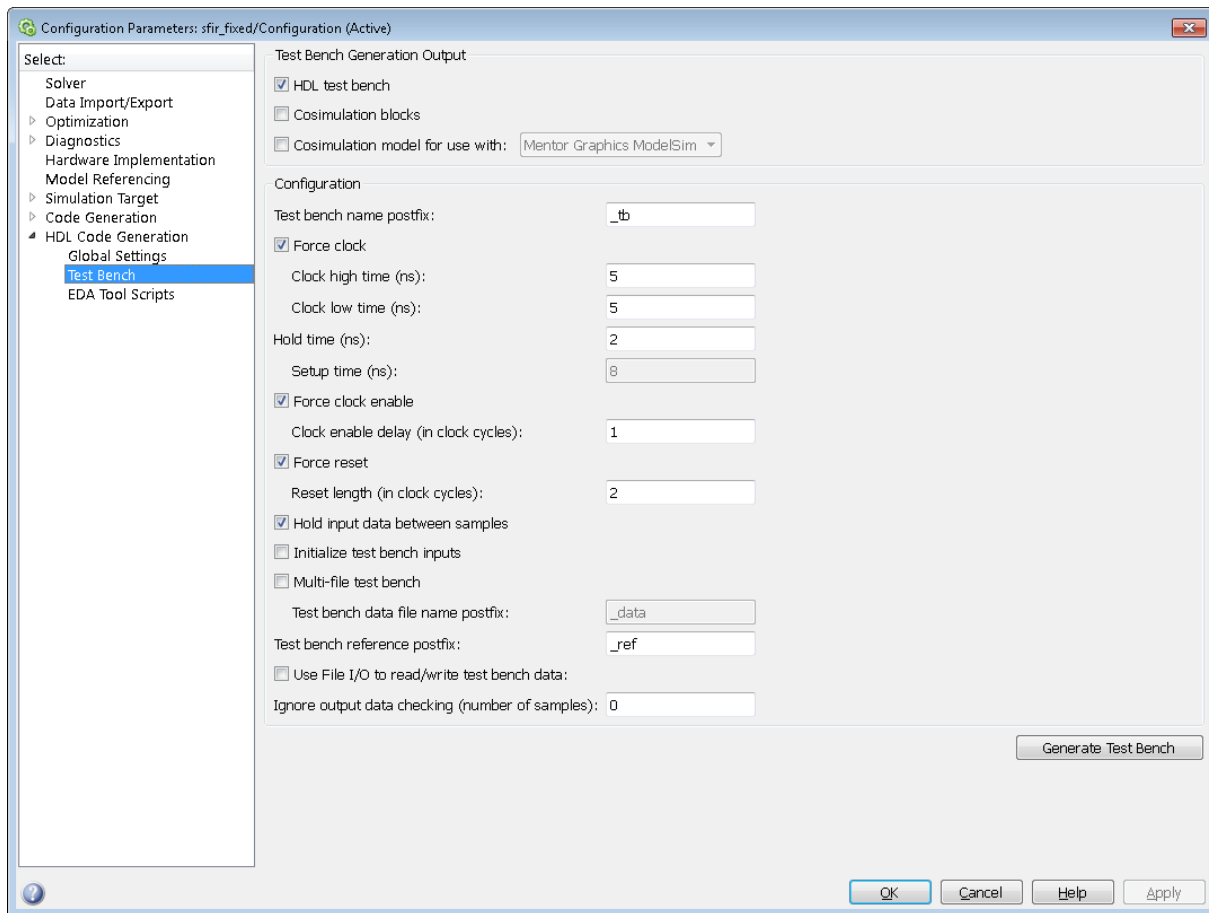 Configuration Parameters: sfir_fixed/Configuration (Active)
Select:
Solver
Data Import/Export
Optimization
Diagnostics
Hardware Implementation
Model Referencing
Simulation Target
Code Generation
HDL Code Generation
Global Settings
Test Bench
EDA Tool Scripts
Test Bench Generation Output
HDL test bench
Cosimulation blocks
Cosimulation model for use with: Mentor Graphics ModelSim
Configuration
Test bench name postfix: _tb
Force clock
Clock high time (ns): 5
Clock low time (ns): 5
Hold time (ns): 2
Setup time (ns): 8
Force clock enable
Clock enable delay (in clock cycles): 1
Force reset
Reset length (in clock cycles): 2
Hold input data between samples
Initialize test bench inputs
Multi-file test bench
Test bench data file name postfix: _data
Test bench reference postfix: _ref
Use File I/O to read/write test bench data:
Ignore output data checking (number of samples): 0
Generate Test Bench
? OK Cancel Help Apply